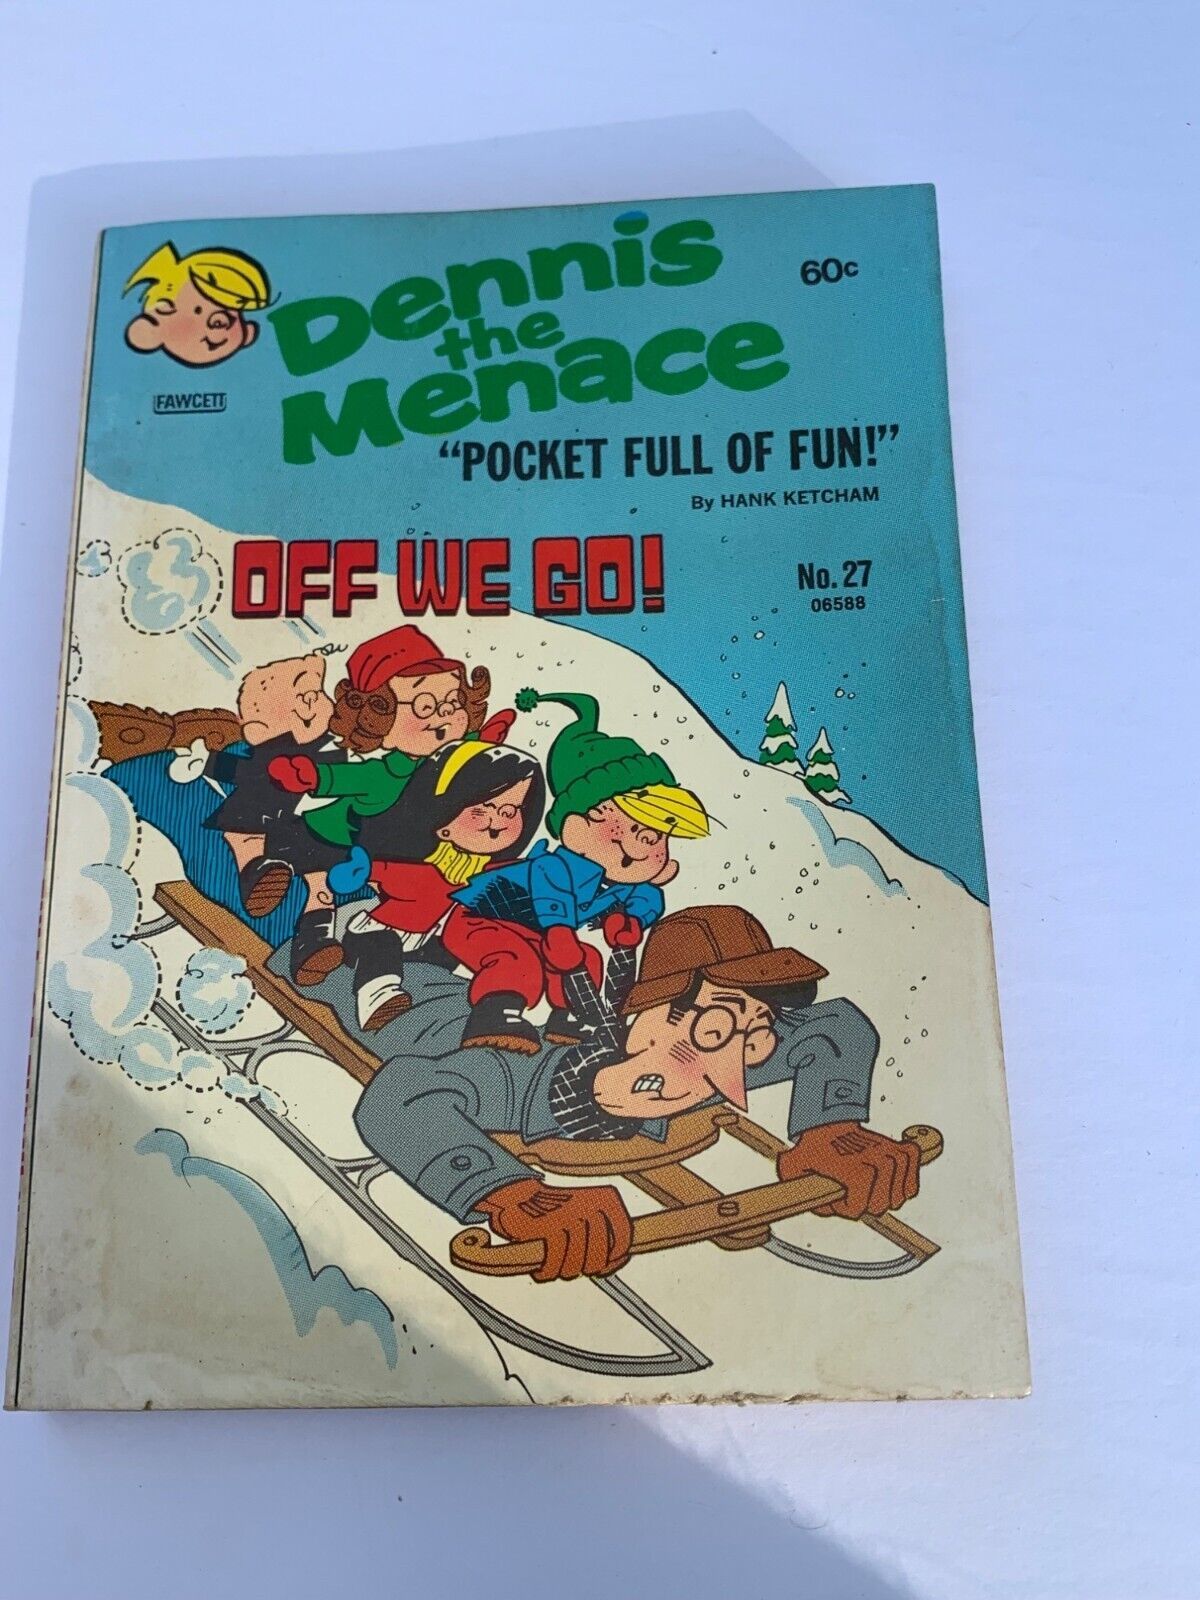 Dennis
the
Menace
60c
FAWCETT
"POCKET FULL OF FUN!"
By HANK KETCHAM
OFF WE GO!
No. 27
06588